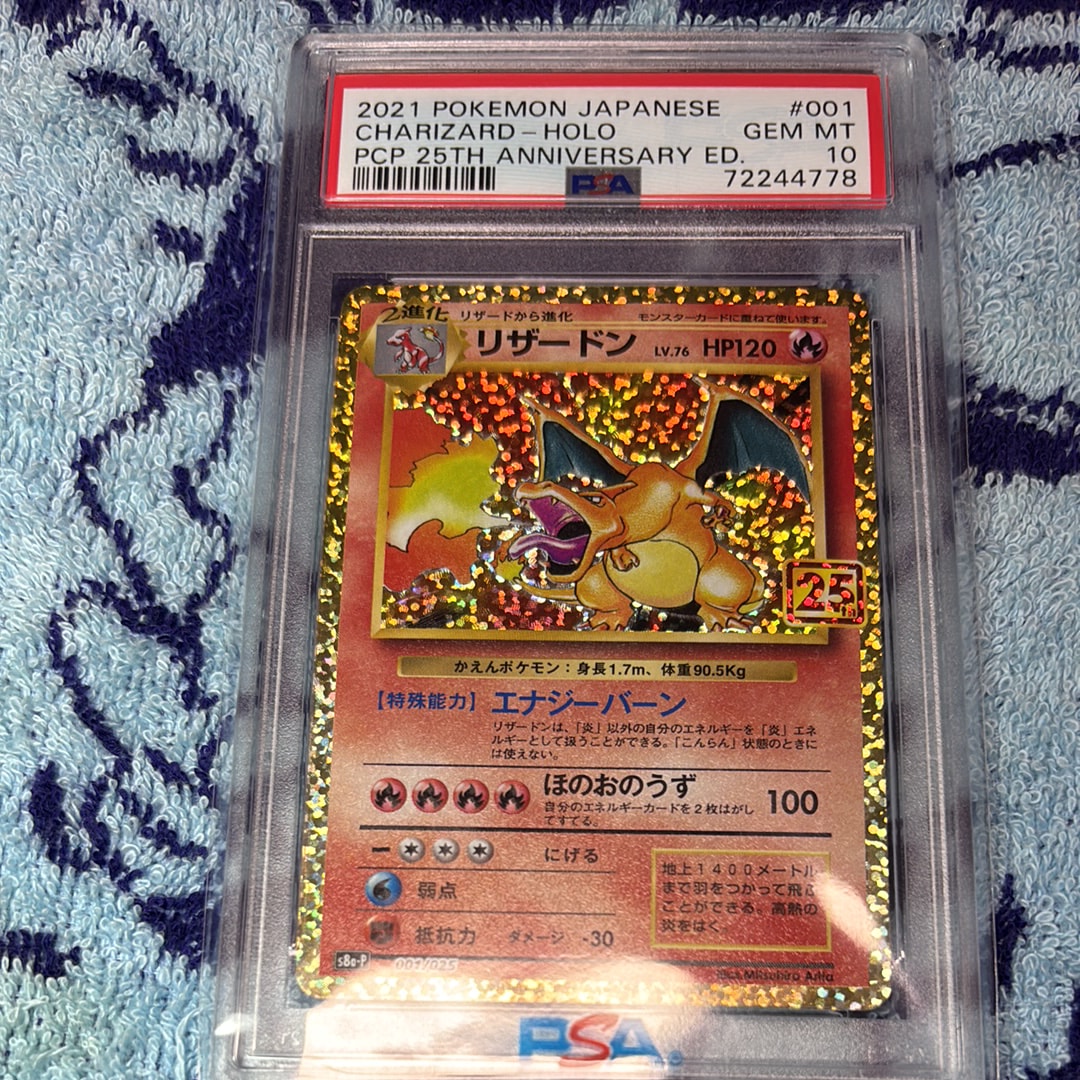 2021 POKEMON JAPANESE #001
CHARIZARD-HOLO GEM MT
PCP 25TH ANNIVERSARY ED. 10
PSA 72244778
2進化 リザードから進化 モンスターカードに重ねて使います。
リザードン LV.76 HP120
25th
かえんポケモン：身長1.7m、体重90.5Kg
【特殊能力】エナジーバーン
リザードンは、「炎」以外の自分のエネルギーを「炎」エネ
ルギーとして扱うことができる。「こんらん」状態のときに
は使えない。
ほのおのうず 100
自分のエネルギーカードを2枚はがし
てすてる。
ー にげる
弱点
抵抗力 ダメージ -30
地上1400メートル
まで羽をつかって飛ぶ
ことができる。高熱の
炎をはく
s8a-P 001/025
Mitsuhiro Arita
PSA